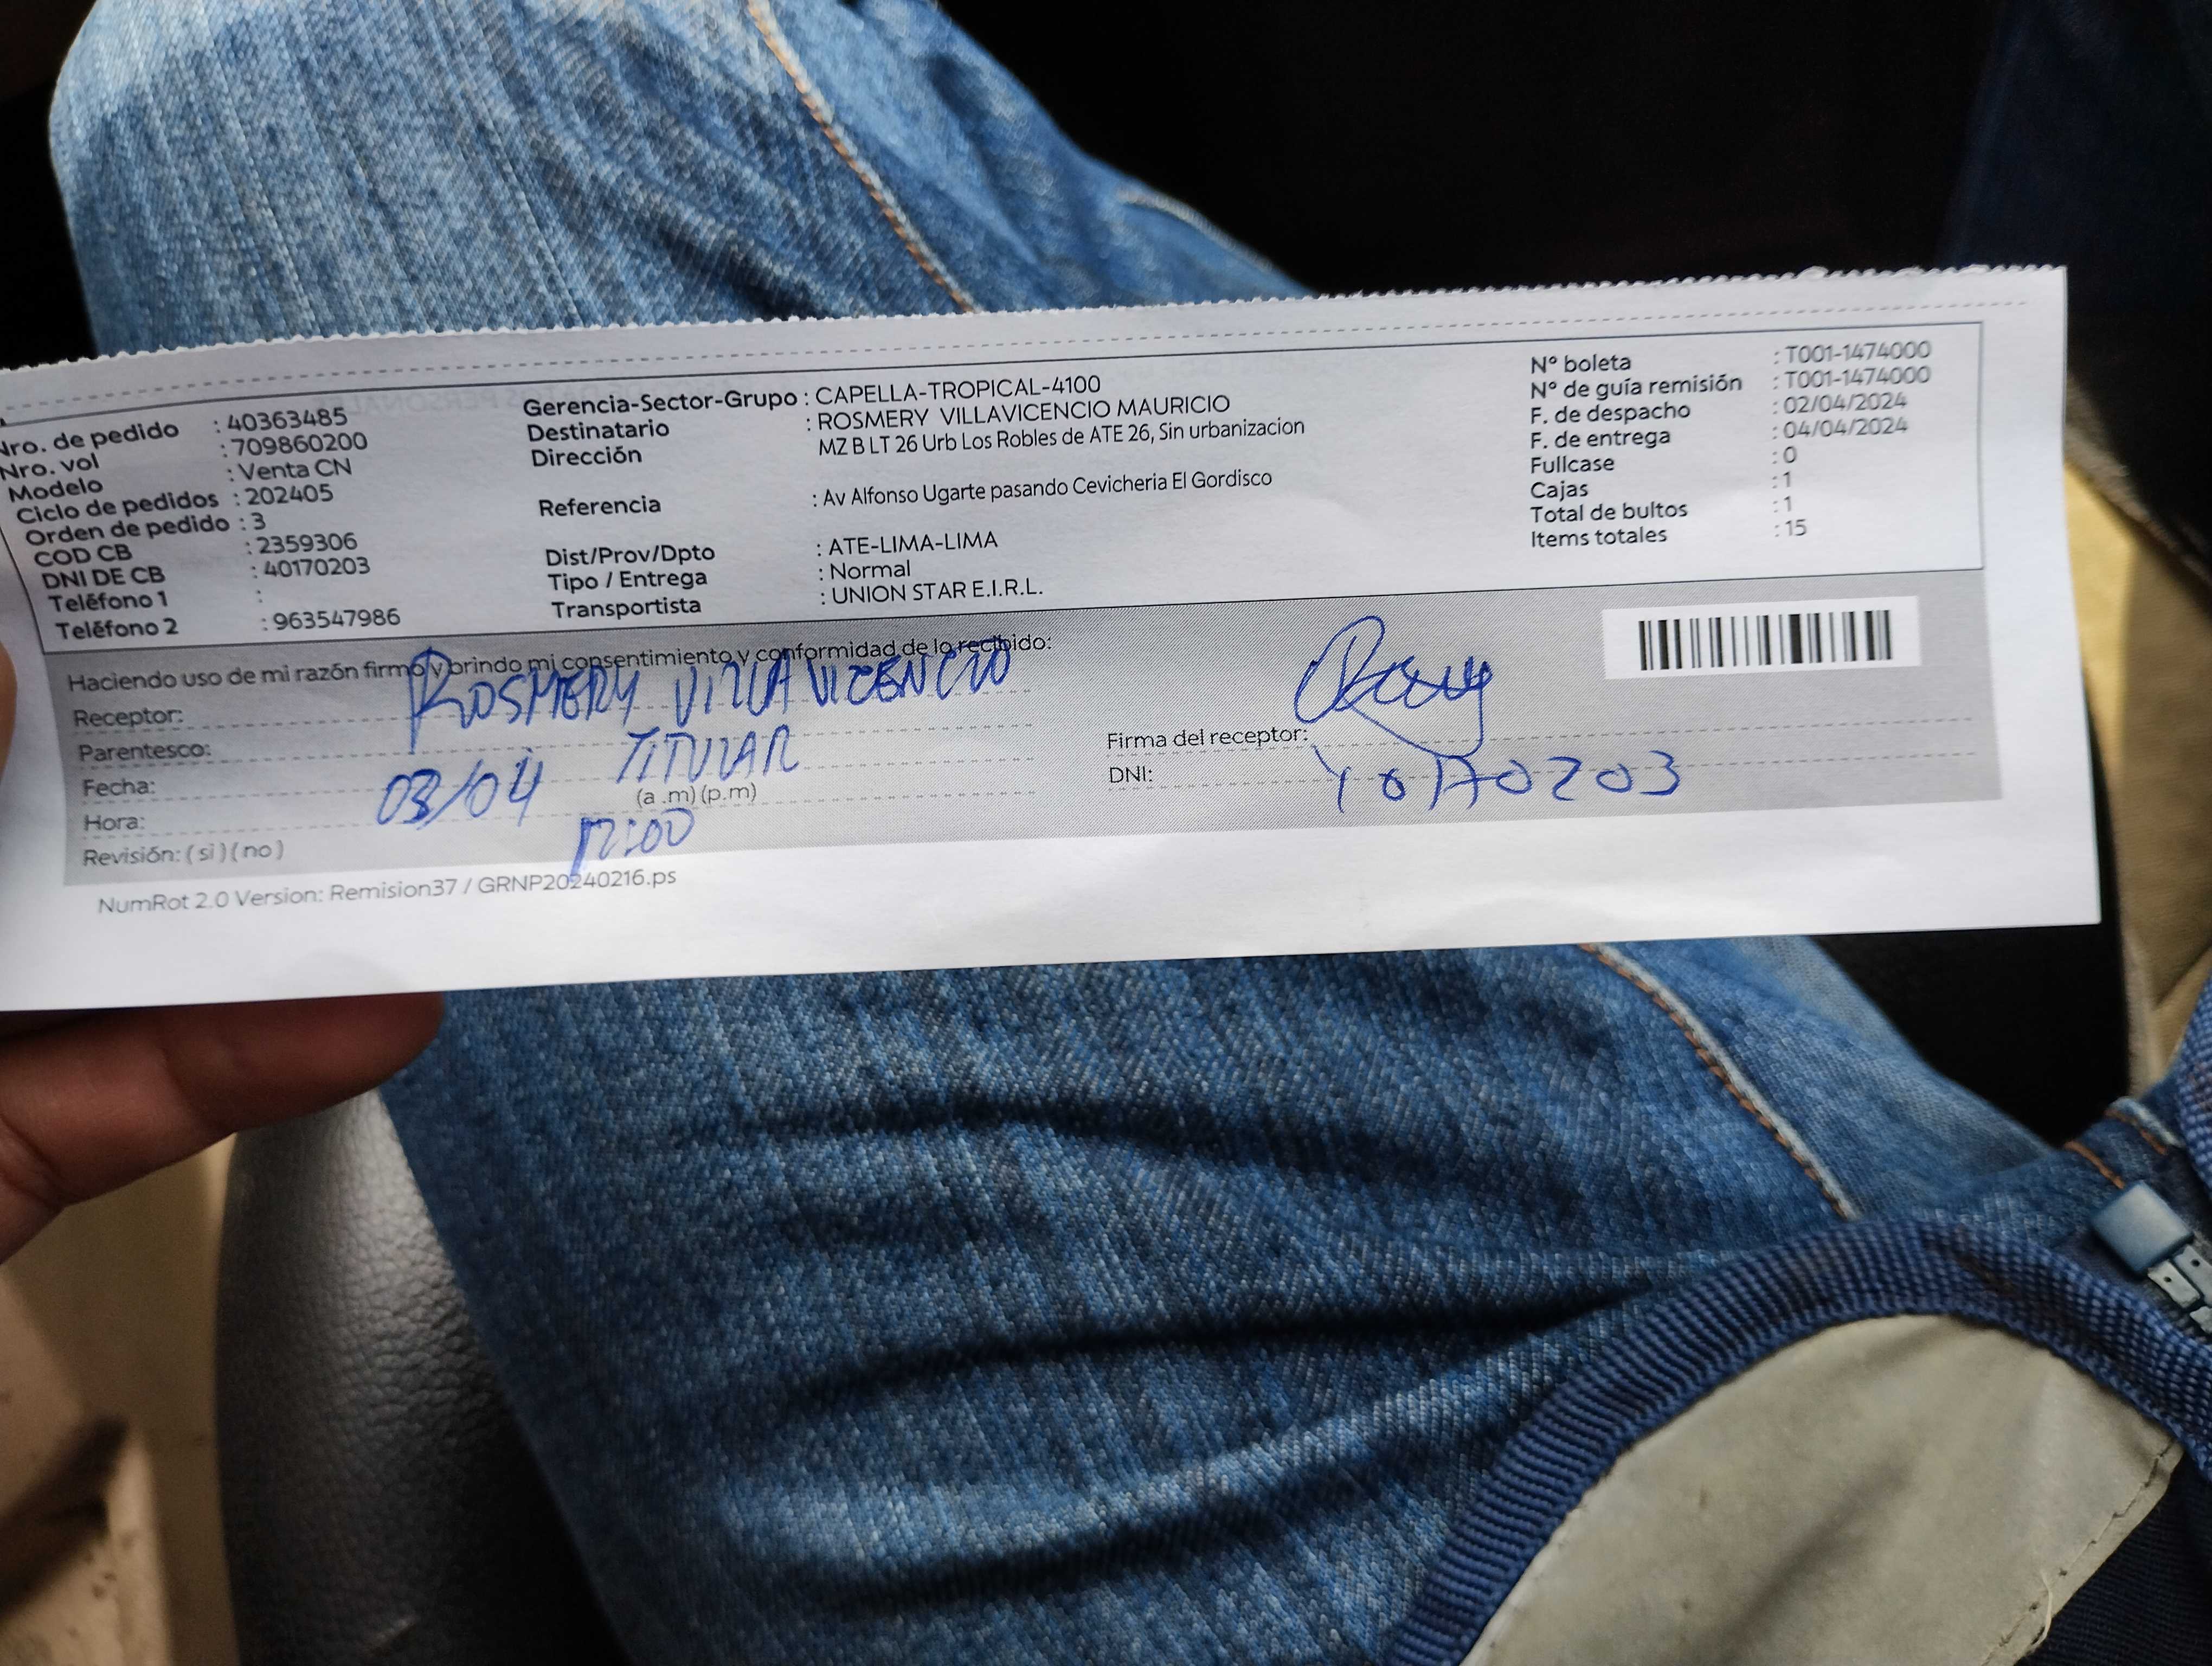 Nro. de pedido : 40363485
Nro. vol : 709860200
Modelo : Venta CN
Ciclo de pedidos : 202405
Orden de pedido : 3
COD CB : 2359306
DNI DE CB : 40170203
Teléfono 1 :
Teléfono 2 : 963547986
Gerencia-Sector-Grupo : CAPELLA-TROPICAL-4100
Destinatario : ROSMERY VILLAVICENCIO MAURICIO
Dirección MZ B LT 26 Urb Los Robles de ATE 26, Sin urbanizacion
Referencia : Av Alfonso Ugarte pasando Cevicheria El Gordisco
Dist/Prov/Dpto : ATE-LIMA-LIMA
Tipo / Entrega : Normal
Transportista : UNION STAR E.I.R.L.
N° boleta : T001-1474000
N° de guía remisión : T001-1474000
F. de despacho : 02/04/2024
F. de entrega : 04/04/2024
Fullcase : 0
Cajas : 1
Total de bultos : 1
Items totales : 15
Haciendo uso de mi razón firmo y brindo mi consentimiento y conformidad de lo recibido:
Receptor: ROSMERY VILLAVICENCIO
Parentesco: TITULAR
Fecha: 03/04
Hora: (a .m) (p.m) 12:00
Revisión: ( si ) ( no )
Firma del receptor:
DNI: 40170203
NumRot 2.0 Version: Remision37 / GRNP20240216.ps